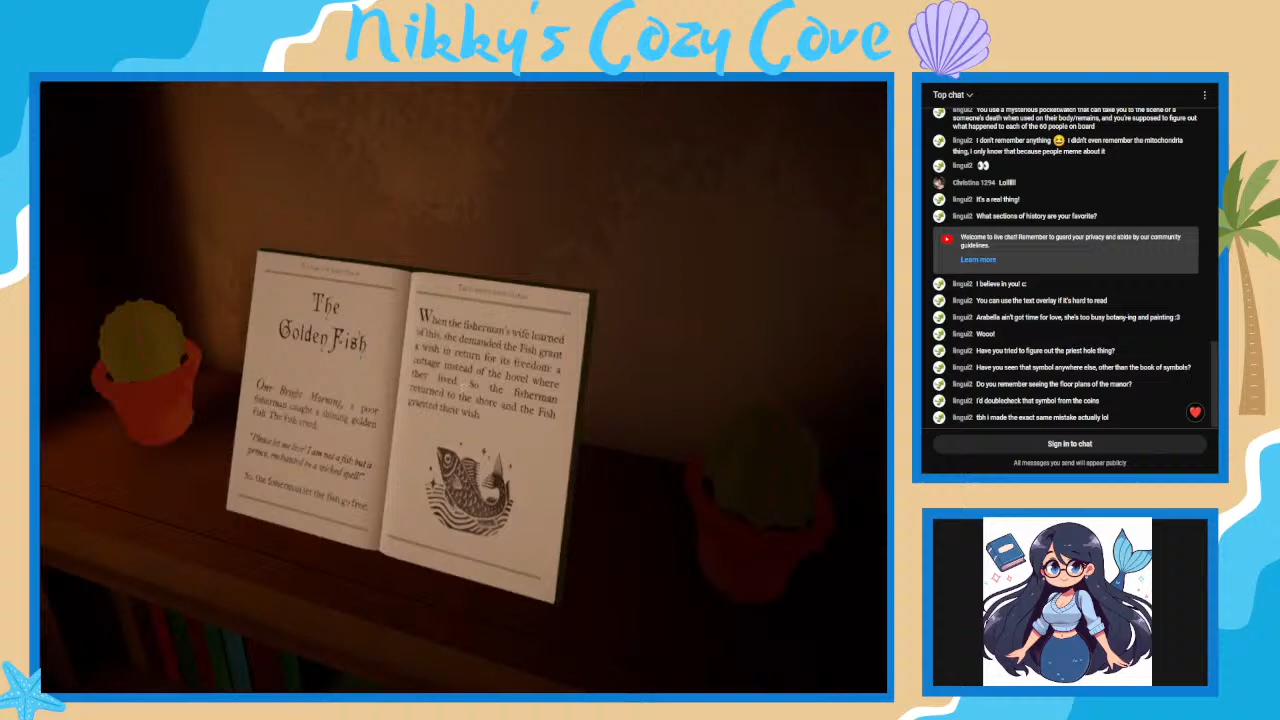 Nikky's Cozy Cove
The
Golden Fish
One Bright Morning, a poor
fisherman caught a shining golden
fish. The Fish cried,
"Please let me live! I am not a fish but a
prince, enchanted by a wicked spell!"
So, the fisherman let the fish go free.
When the fisherman's wife learned
of this, she demanded the Fish grant
a wish in return for its freedom: a
cottage instead of the hovel where
they lived. So the fisherman
returned to the shore and the Fish
granted their wish.
Top chat
lingui2 You use a mysterious pocketwatch that can take you to the scene of a
someone's death when used on their body/remains, and you're supposed to figure out
what happened to each of the 60 people on board
lingui2 I don't remember anything 😆 I didn't even remember the mitochondria
thing, I only know that because people meme about it
lingui2 👀
Christina 1294 Lolllll
lingui2 It's a real thing!
lingui2 What sections of history are your favorite?
Welcome to live chat! Remember to guard your privacy and abide by our community
guidelines.
Learn more
lingui2 I believe in you! c:
lingui2 You can use the text overlay if it's hard to read
lingui2 Arabella ain't got time for love, she's too busy botany-ing and painting :3
lingui2 Wooo!
lingui2 Have you tried to figure out the priest hole thing?
lingui2 Have you seen that symbol anywhere else, other than the book of symbols?
lingui2 Do you remember seeing the floor plans of the manor?
lingui2 i'd doublecheck that symbol from the coins
lingui2 tbh i made the exact same mistake actually lol
Sign in to chat
All messages you send will appear publicly